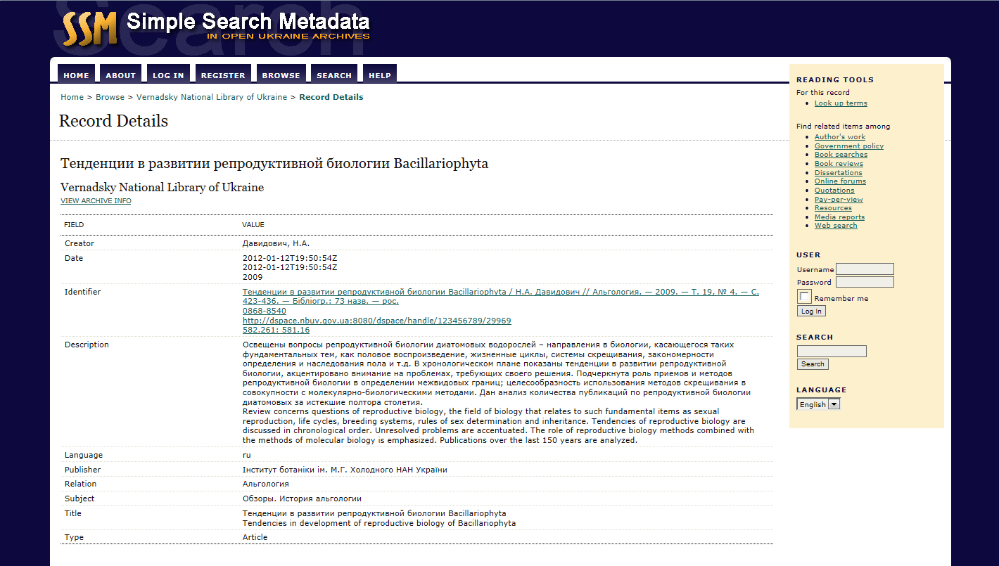 Search
SSM Simple Search Metadata
IN OPEN UKRAINE ARCHIVES
HOME ABOUT LOG IN REGISTER BROWSE SEARCH HELP
Home > Browse > Vernadsky National Library of Ukraine > Record Details
Record Details
Тенденции в развитии репродуктивной биологии Bacillariophyta
Vernadsky National Library of Ukraine
VIEW ARCHIVE INFO
FIELD VALUE
Creator Давидович, Н.А.
Date 2012-01-12T19:50:54Z
2012-01-12T19:50:54Z
2009
Identifier Тенденции в развитии репродуктивной биологии Bacillariophyta / Н.А. Давидович // Альгология. — 2009. — Т. 19, № 4. — С.
423-436. — Бібліогр.: 73 назв. — рос.
0868-8540
http://dspace.nbuv.gov.ua:8080/dspace/handle/123456789/29969
582.261: 581.16
Description Освещены вопросы репродуктивной биологии диатомовых водорослей – направления в биологии, касающегося таких
фундаментальных тем, как половое воспроизведение, жизненные циклы, системы скрещивания, закономерности
определения и наследования пола и т.д. В хронологическом плане показаны тенденции в развитии репродуктивной
биологии, акцентировано внимание на проблемах, требующих своего решения. Подчеркнута роль приемов и методов
репродуктивной биологии в определении межвидовых границ; целесообразность использования методов скрещивания в
совокупности с молекулярно-биологическими методами. Дан анализ количества публикаций по репродуктивной биологии
диатомовых за истекшие полтора столетия.
Review concerns questions of reproductive biology, the field of biology that relates to such fundamental items as sexual
reproduction, life cycles, breeding systems, rules of sex determination and inheritance. Tendencies of reproductive biology are
discussed in chronological order. Unresolved problems are accentuated. The role of reproductive biology methods combined with
the methods of molecular biology is emphasized. Publications over the last 150 years are analyzed.
Language ru
Publisher Інститут ботаніки ім. М.Г. Холодного НАН України
Relation Альгология
Subject Обзоры. История альгологии
Title Тенденции в развитии репродуктивной биологии Bacillariophyta
Tendencies in development of reproductive biology of Bacillariophyta
Type Article
READING TOOLS
For this record
Look up terms
Find related items among
Author's work
Government policy
Book searches
Book reviews
Dissertations
Online forums
Quotations
Pay-per-view
Resources
Media reports
Web search
USER
Username
Password
Remember me
Log In
SEARCH
Search
LANGUAGE
English